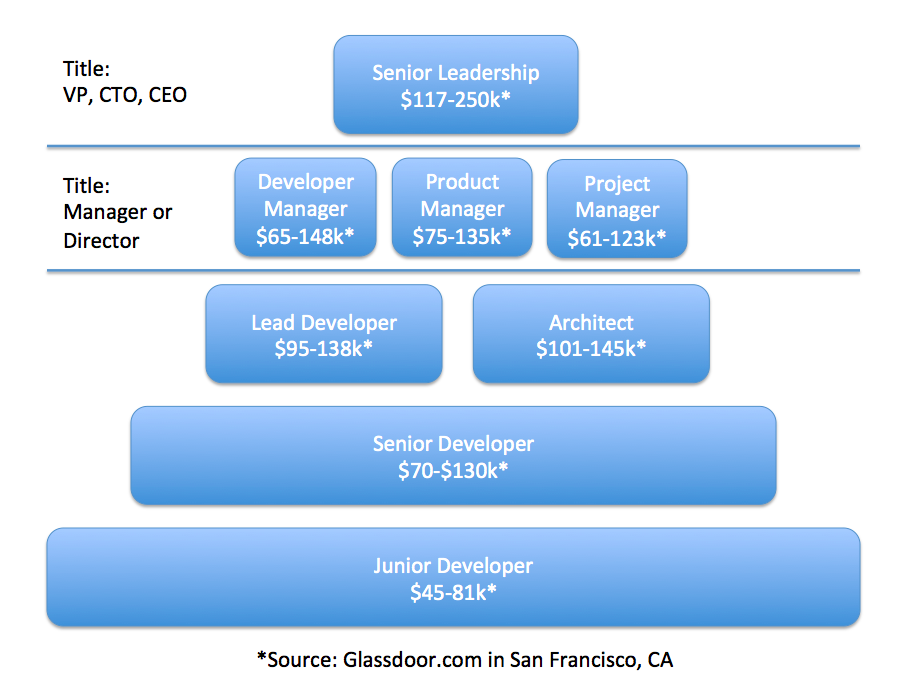 Title:
VP, CTO, CEO
Senior Leadership
$117-250k*
Title:
Manager or
Director
Developer
Manager
$65-148k*
Product
Manager
$75-135k*
Project
Manager
$61-123k*
Lead Developer
$95-138k*
Architect
$101-145k*
Senior Developer
$70-$130k*
Junior Developer
$45-81k*
*Source: Glassdoor.com in San Francisco, CA